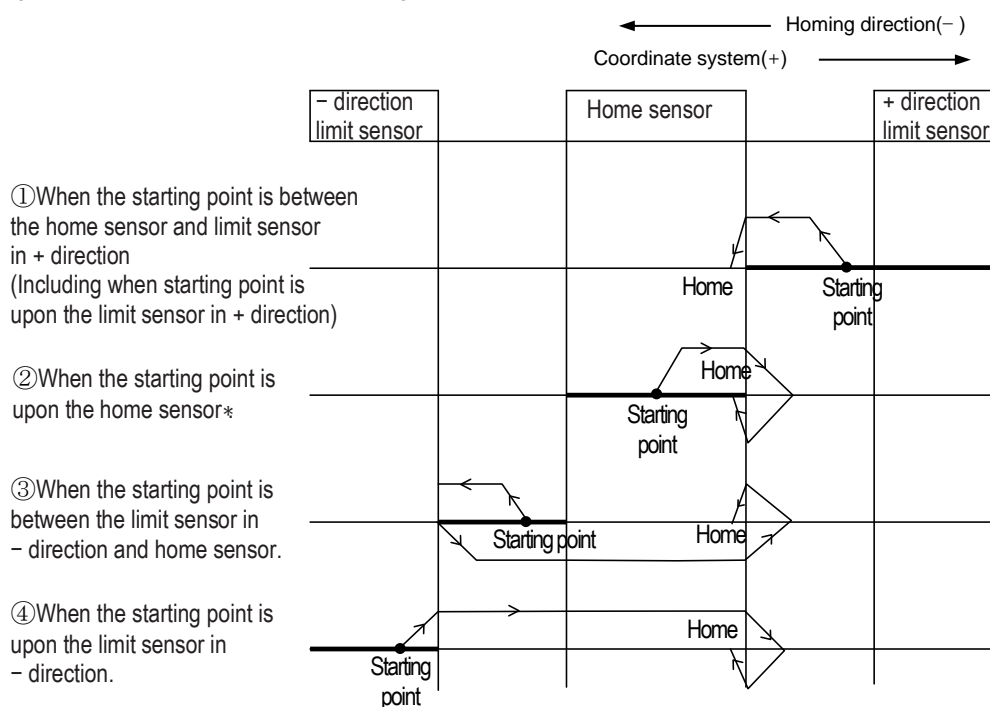 Homing direction(− )
Coordinate system(+)
− direction
limit sensor
Home sensor
+ direction
limit sensor
①When the starting point is between
the home sensor and limit sensor
in + direction
(Including when starting point is
upon the limit sensor in + direction)
Home
Starting
point
②When the starting point is
upon the home sensor*
Home
Starting
point
③When the starting point is
between the limit sensor in
− direction and home sensor.
Starting point
Home
④When the starting point is
upon the limit sensor in
− direction.
Home
Starting
point